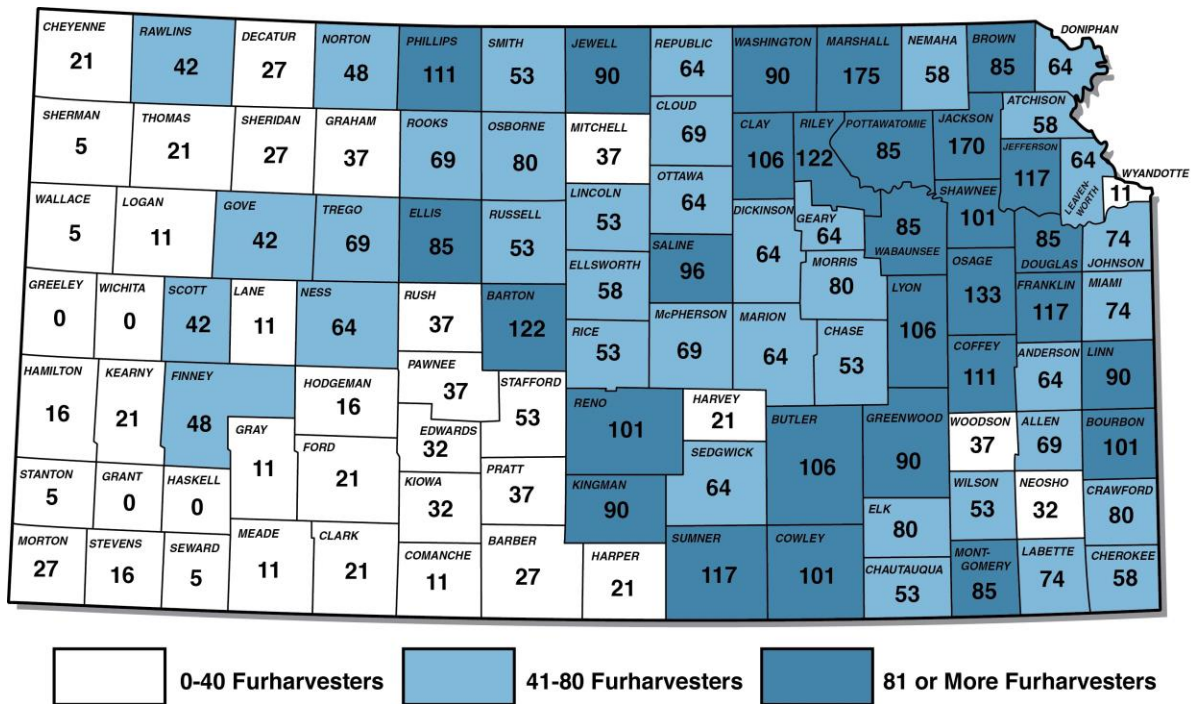 CHEYENNE
21
RAWLINS
42
DECATUR
27
NORTON
48
PHILLIPS
111
SMITH
53
JEWELL
90
REPUBLIC
64
WASHINGTON
90
MARSHALL
175
NEMAHA
58
BROWN
85
DONIPHAN
64
SHERMAN
5
THOMAS
21
SHERIDAN
27
GRAHAM
37
ROOKS
69
OSBORNE
80
MITCHELL
37
CLOUD
69
CLAY
106
RILEY
122
POTTAWATOMIE
85
JACKSON
170
ATCHISON
58
JEFFERSON
117
64
LEAVEN-
WORTH
WYANDOTTE
11
WALLACE
5
LOGAN
11
GOVE
42
TREGO
69
ELLIS
85
RUSSELL
53
LINCOLN
53
OTTAWA
64
SALINE
96
DICKINSON
64
GEARY
64
85
WABAUNSEE
SHAWNEE
101
85
DOUGLAS
74
JOHNSON
GREELEY
0
WICHITA
0
SCOTT
42
LANE
11
NESS
64
RUSH
37
BARTON
122
ELLSWORTH
58
MORRIS
80
LYON
106
OSAGE
133
FRANKLIN
117
MIAMI
74
RICE
53
McPHERSON
69
MARION
64
CHASE
53
COFFEY
111
ANDERSON
64
LINN
90
HAMILTON
16
KEARNY
21
FINNEY
48
HODGEMAN
16
PAWNEE
37
STAFFORD
53
EDWARDS
32
GRAY
11
FORD
21
RENO
101
HARVEY
21
BUTLER
106
GREENWOOD
90
WOODSON
37
ALLEN
69
BOURBON
101
SEDGWICK
64
STANTON
5
GRANT
0
HASKELL
0
KIOWA
32
PRATT
37
KINGMAN
90
ELK
80
WILSON
53
NEOSHO
32
CRAWFORD
80
MORTON
27
STEVENS
16
SEWARD
5
MEADE
11
CLARK
21
COMANCHE
11
BARBER
27
HARPER
21
SUMNER
117
COWLEY
101
CHAUTAUQUA
53
MONT-
GOMERY
85
LABETTE
74
CHEROKEE
58
0-40 Furharvesters
41-80 Furharvesters
81 or More Furharvesters